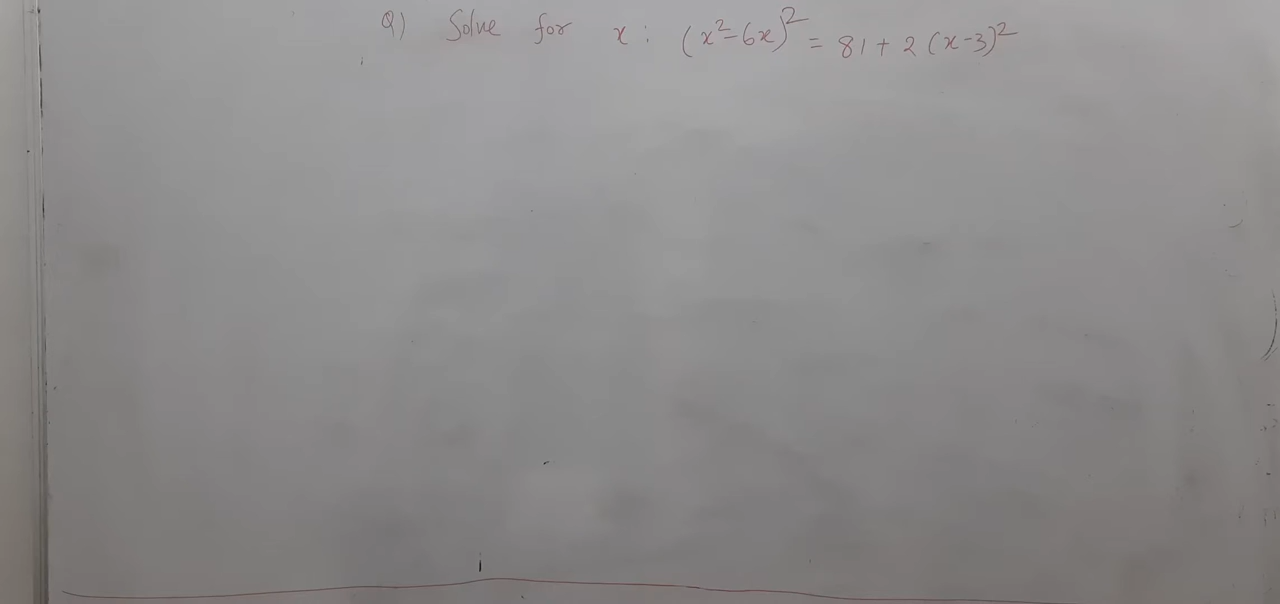 Q) Solve for x : (x²-6x)² = 81 + 2 (x-3)²